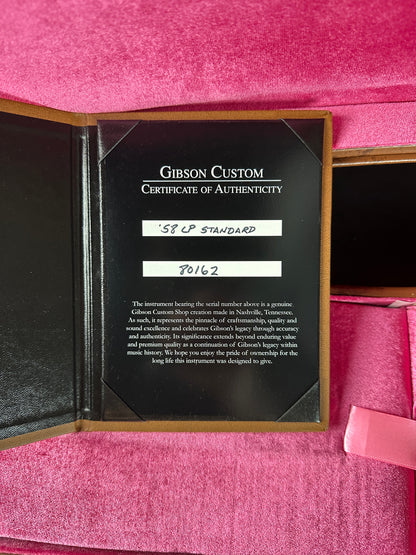 GIBSON CUSTOM
CERTIFICATE OF AUTHENTICITY
'58 LP STANDARD
80162
The instrument bearing the serial number above is a genuine
Gibson Custom Shop creation made in Nashville, Tennessee.
As such, it represents the pinnacle of craftsmanship, quality and
sound excellence and celebrates Gibson's legacy through accuracy
and authenticity. Its significance extends beyond enduring value
and premium quality as a continuation of Gibson's legacy within
music history. We hope you enjoy the pride of ownership for the
long life this instrument was designed to give.